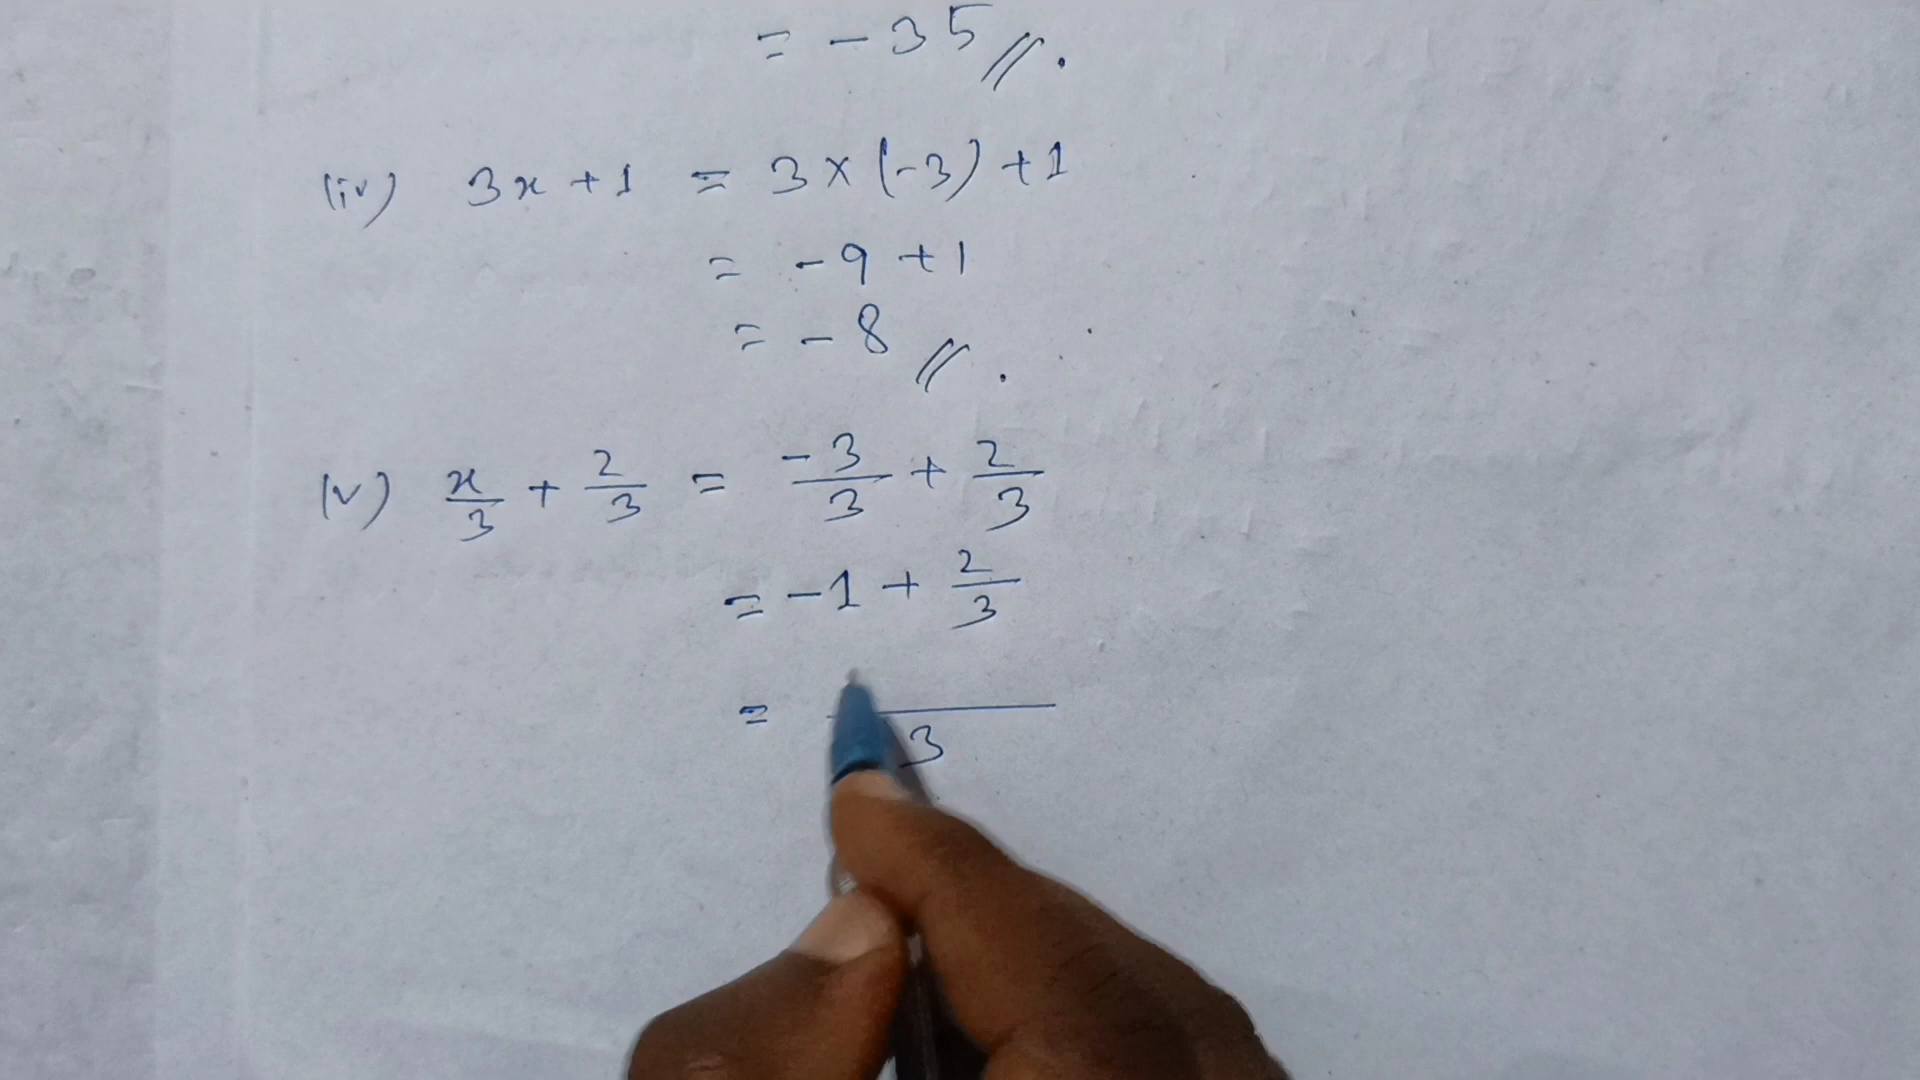 = -35 //.
(iv) 3x + 1 = 3 × (-3) + 1
= -9 + 1
= -8 //.
(v) x/3 + 2/3 = -3/3 + 2/3
= -1 + 2/3
= /3